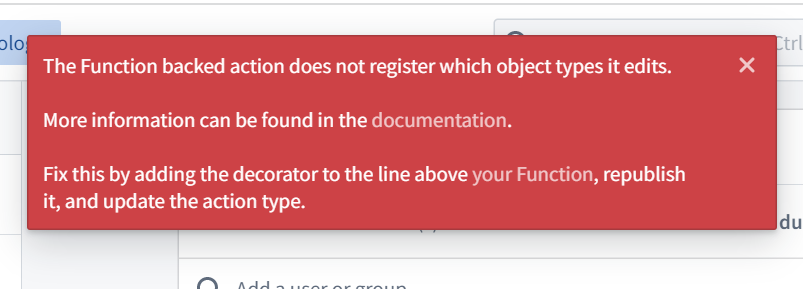 olo
Ctrl
The Function backed action does not register which object types it edits.
More information can be found in the documentation.
Fix this by adding the decorator to the line above your Function, republish
it, and update the action type.
du
Add a user or group